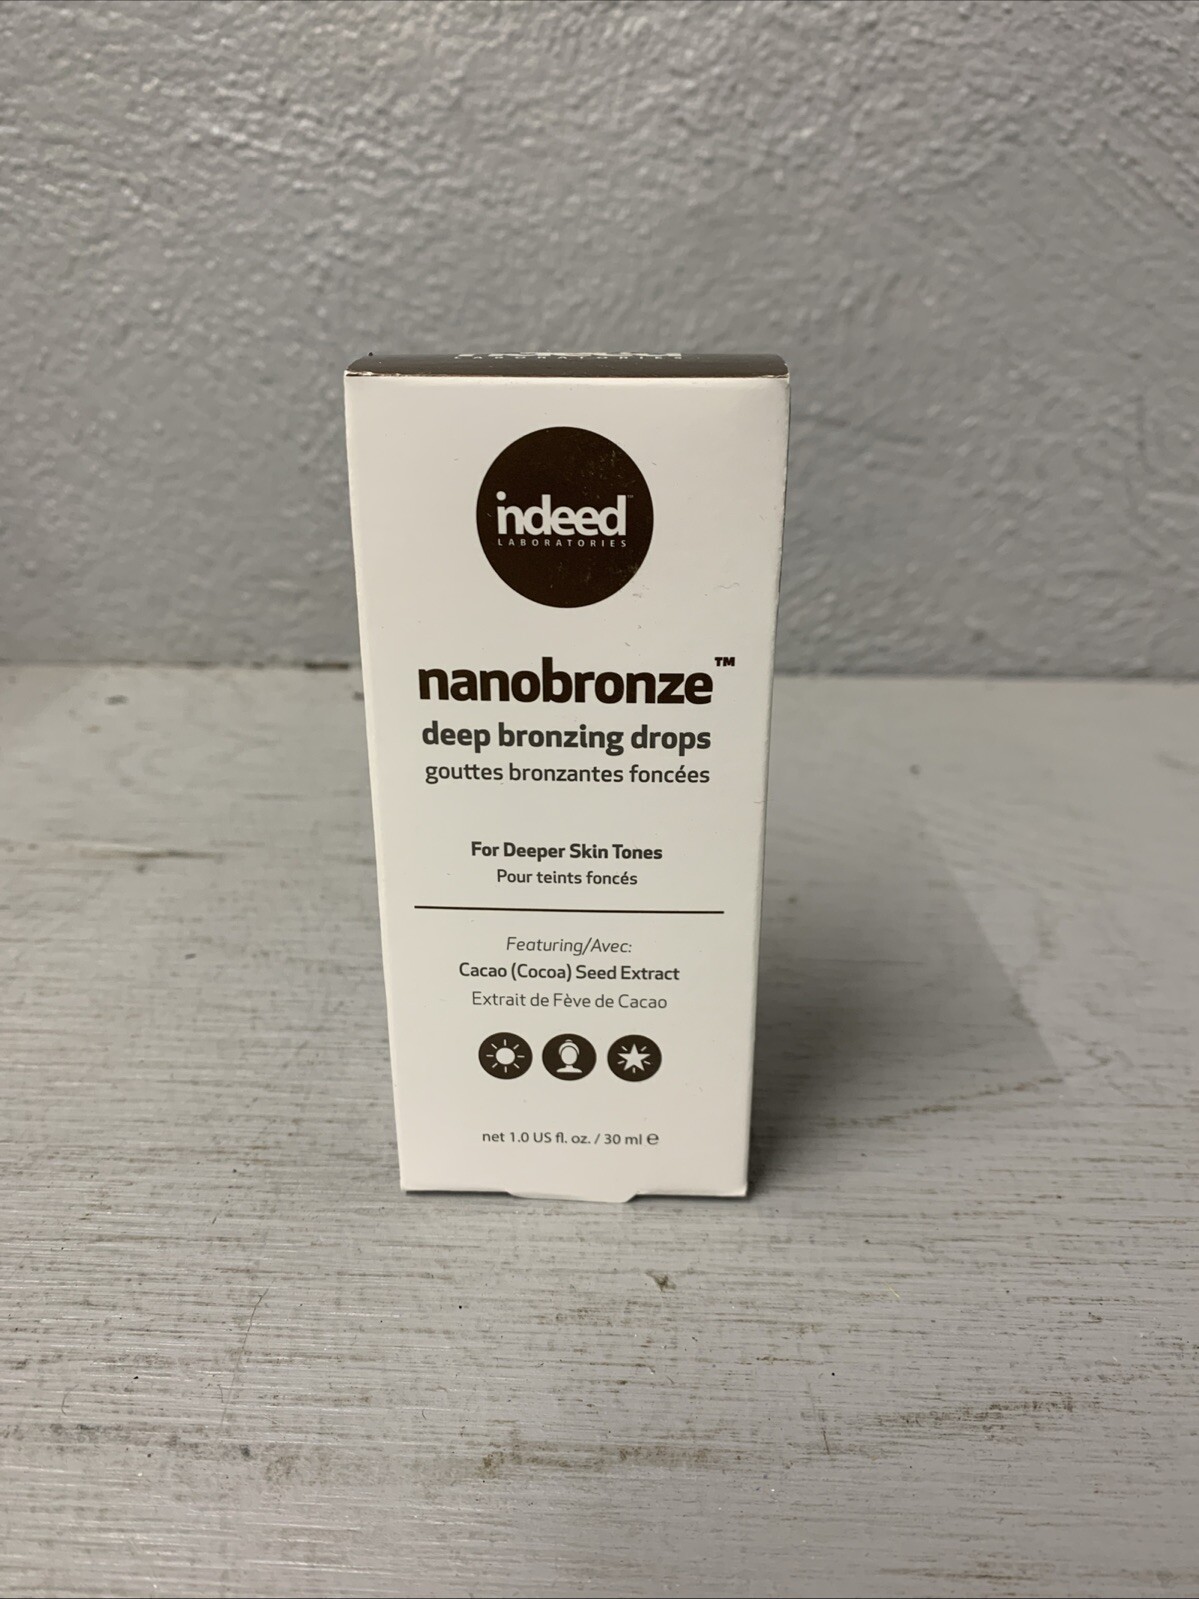 LABORATORIES
indeed
LABORATORIES
nanobronze™
deep bronzing drops
gouttes bronzantes foncées
For Deeper Skin Tones
Pour teints foncés
Featuring/Avec:
Cacao (Cocoa) Seed Extract
Extrait de Fève de Cacao
net 1.0 US fl. oz. / 30 ml ℮